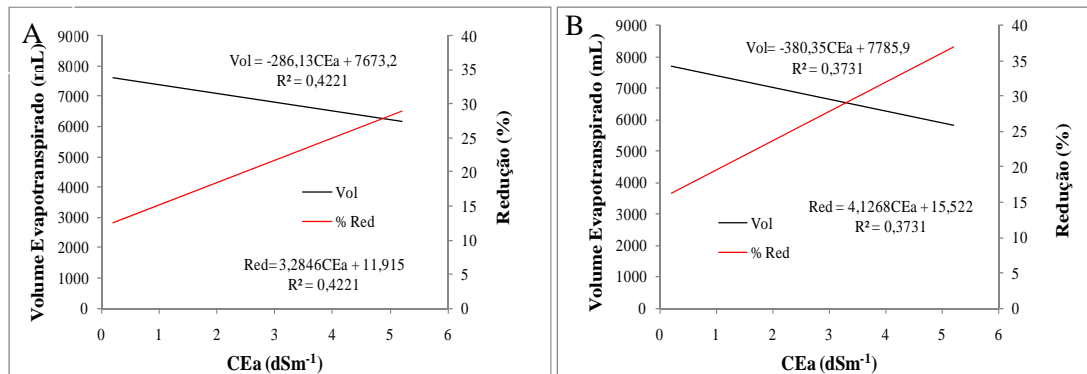 A
Volume Evapotranspirado (mL)
9000
8000
7000
6000
5000
4000
3000
2000
1000
0
Vol = -286,13CEa + 7673,2
R² = 0,4221
Vol
% Red
Red= 3,2846CEa + 11,915
R² = 0,4221
40
35
30
25
20
15
10
5
0
Redução (%)
0 1 2 3 4 5 6
CEa (dSm⁻¹)
B
Volume Evapotranspirado (mL)
9000
8000
7000
6000
5000
4000
3000
2000
1000
0
Vol= -380,35CEa + 7785,9
R² = 0,3731
Red = 4,1268CEa + 15,522
R² = 0,3731
Vol
% Red
40
35
30
25
20
15
10
5
0
Redução (%)
0 1 2 3 4 5 6
CEa (dSm⁻¹)